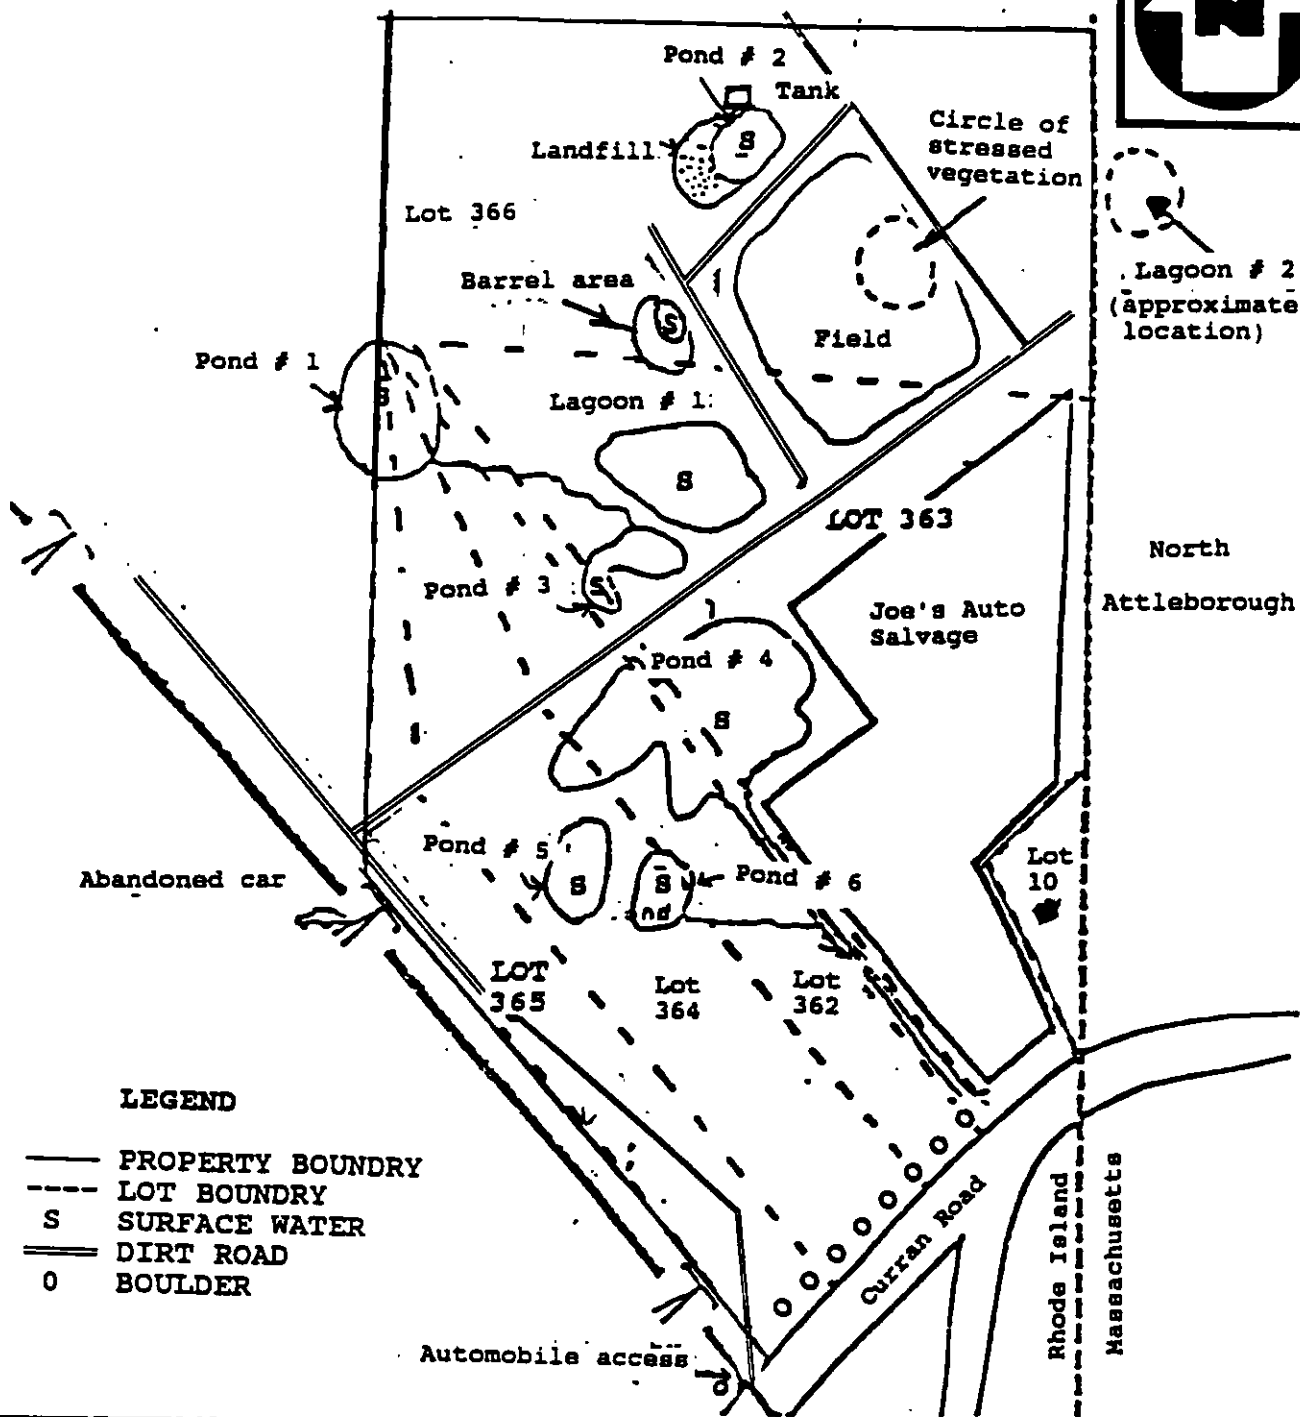 N
Pond # 2
Tank
Circle of
stressed
vegetation
Landfill
S
Lot 366
Lagoon # 2
(approximate
location)
Barrel area
S
Field
Pond # 1
S
Lagoon # 1
S
LOT 363
North
Attleborough
Pond # 3
S
Joe's Auto
Salvage
Pond # 4
S
Pond # 5
S
S
nd
Pond # 6
Lot
10
Abandoned car
LOT
365
Lot
364
Lot
362
LEGEND
PROPERTY BOUNDRY
LOT BOUNDRY
S SURFACE WATER
DIRT ROAD
O BOULDER
Curran Road
Rhode Island
Massachusetts
Automobile access